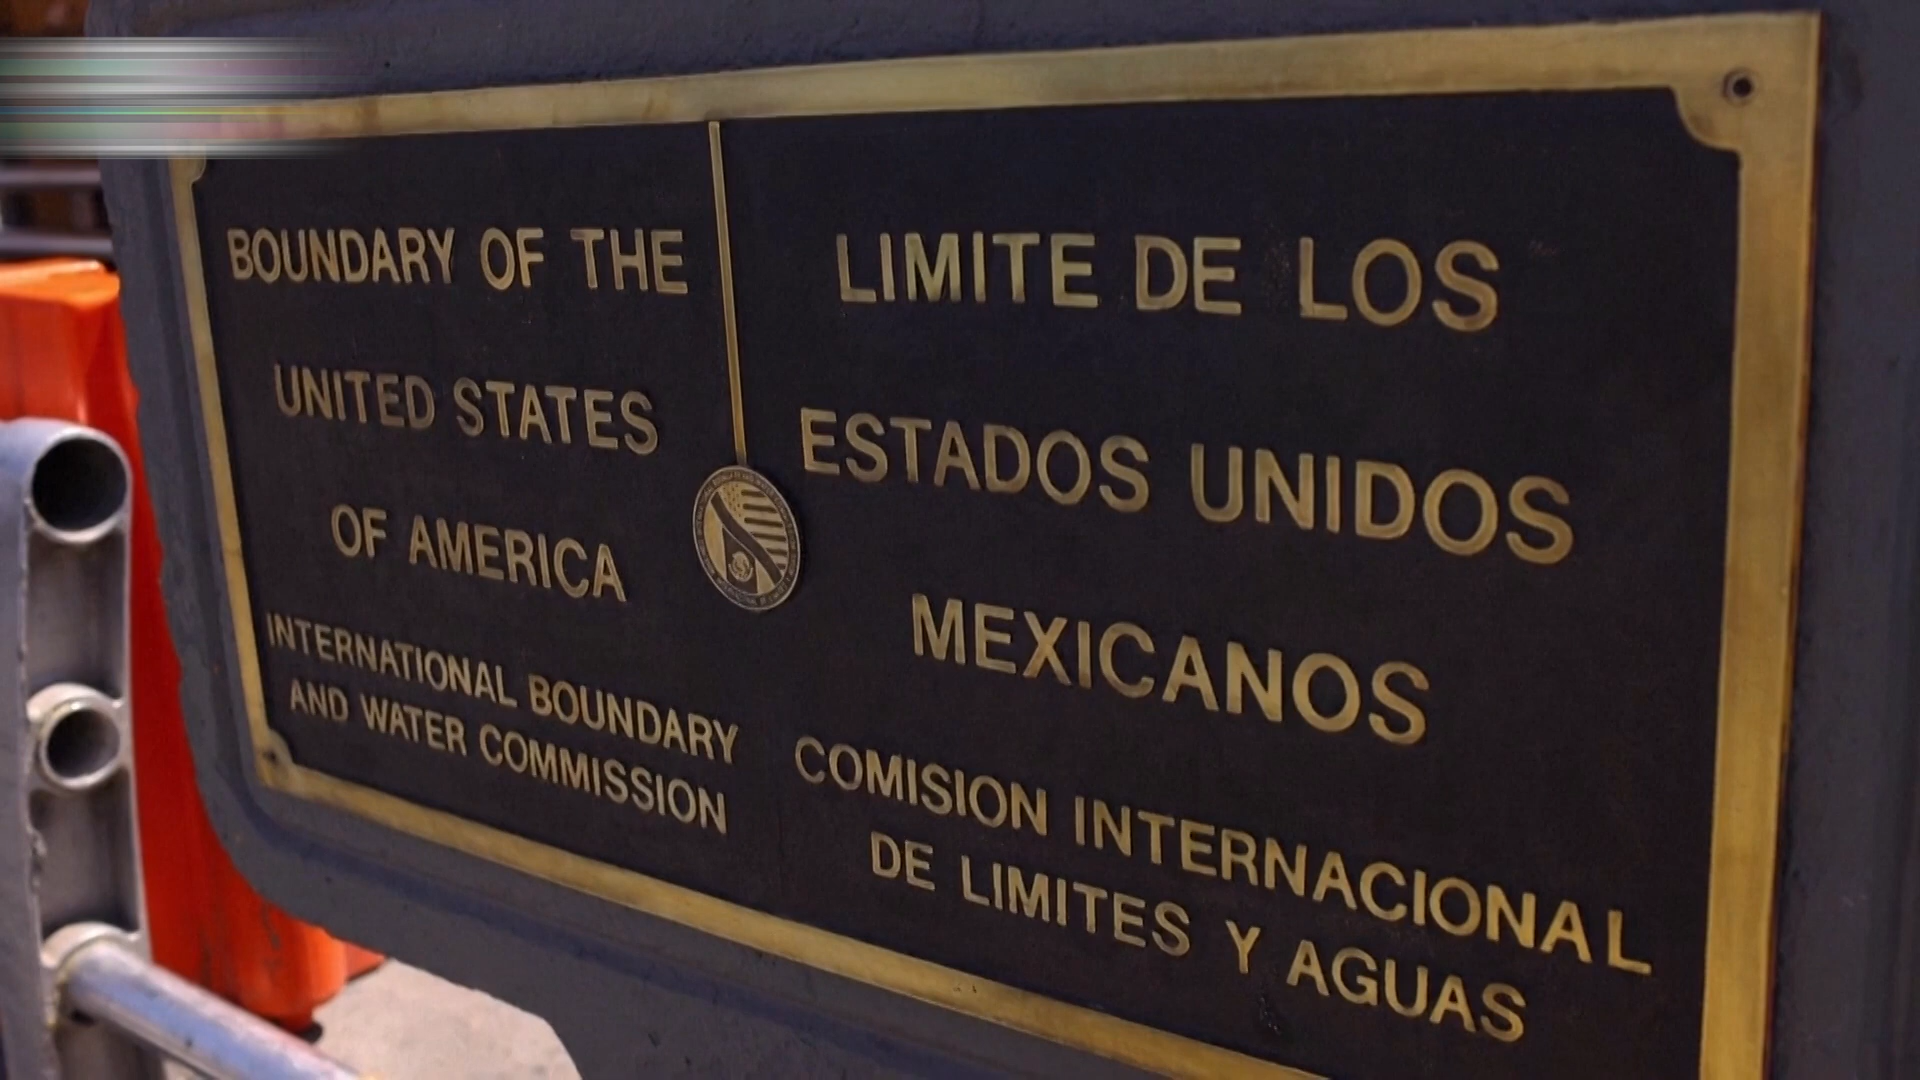 BOUNDARY OF THE
UNITED STATES
OF AMERICA
INTERNATIONAL BOUNDARY
AND WATER COMMISSION
LIMITE DE LOS
ESTADOS UNIDOS
MEXICANOS
COMISION INTERNACIONAL
DE LIMITES Y AGUAS